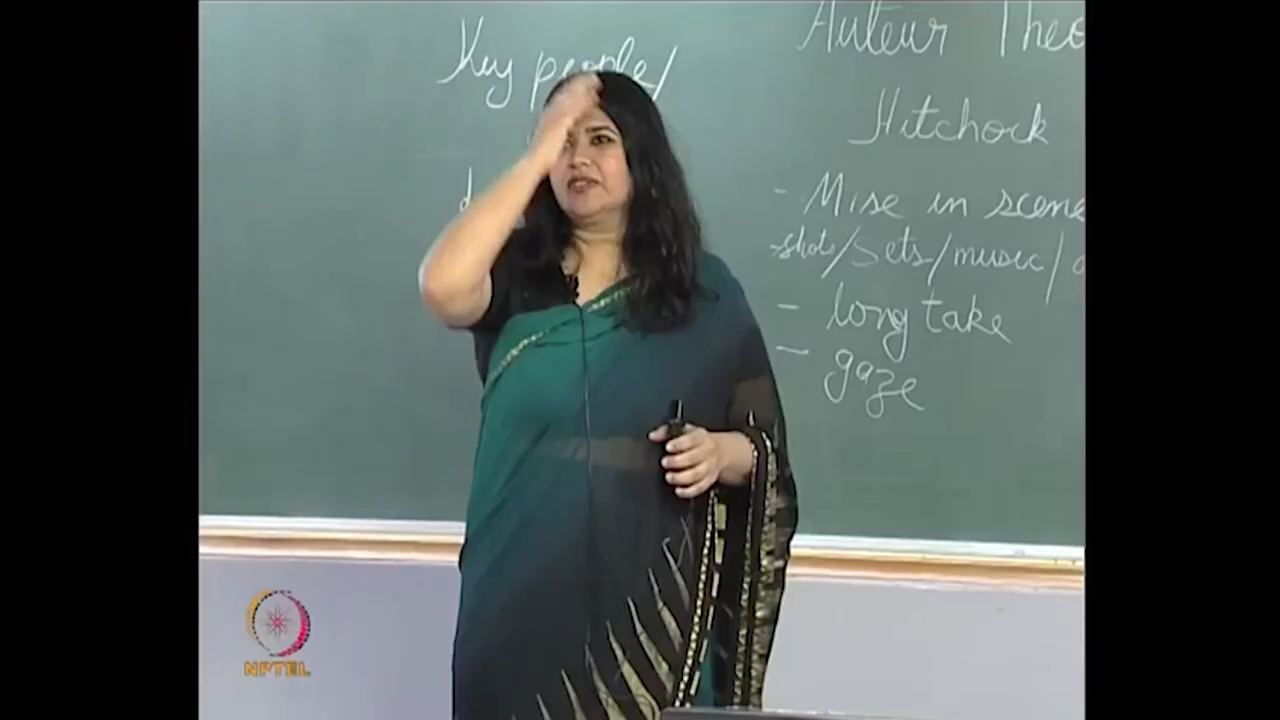 Key people/
Auteur Theo
Hitchock
d
- Mise in scene
shots/sets/music/
- long take
- gaze
NPTEL